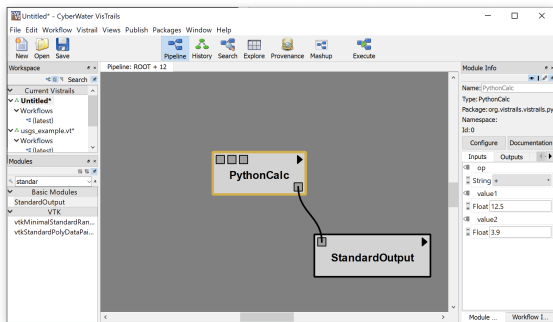 Untitled* - CyberWater VisTrails
File Edit Workflow Vistrail Views Publish Packages Window Help
New Open Save Pipeline History Search Explore Provenance Mashup Execute
Workspace
Pipeline: ROOT + 12
Search
Current Vistrails
Untitled*
Workflows
(latest)
usgs_example.vt*
Workflows
(latest)
Modules
standar
Basic Modules
StandardOutput
VTK
vtkMinimalStandardRan...
vtkStandardPolyDataPai...
PythonCalc
StandardOutput
Module Info
Name: PythonCalc
Type: PythonCalc
Package: org.vistrails.vistrails.py
Namespace:
Id: 0
Configure Documentation
Inputs Outputs
op
String +
value1
Float 12.5
value2
Float 3.9
Module ... Workflow I...